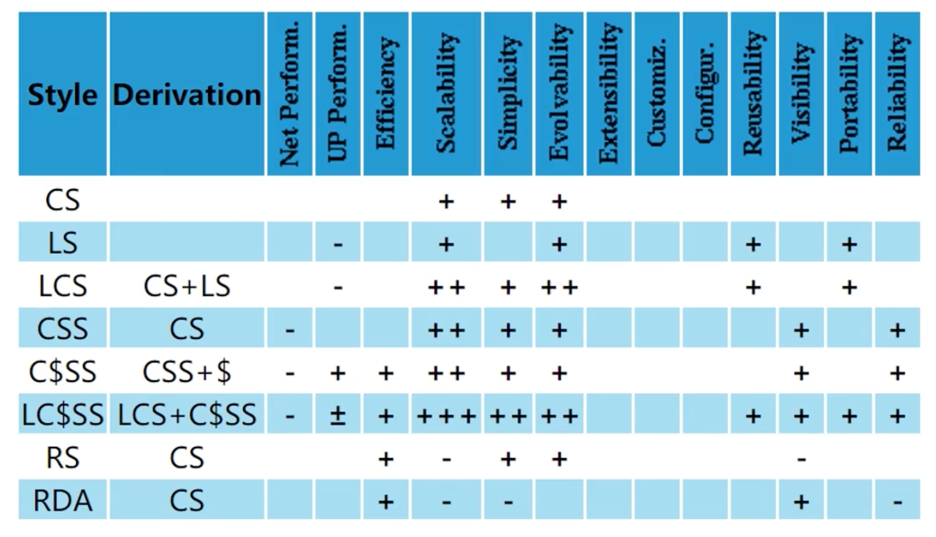 Style Derivation Net Perform. UP Perform. Efficiency Scalability Simplicity Evolvability Extensibility Customiz. Configur. Reusability Visibility Portability Reliability
CS + + +
LS - + + + +
LCS CS+LS - ++ + ++ + +
CSS CS - ++ + + + +
C$SS CSS+$ - + + ++ + + + +
LC$SS LCS+C$SS - ± + +++ ++ ++ + + + +
RS CS + - + + -
RDA CS + - - + -